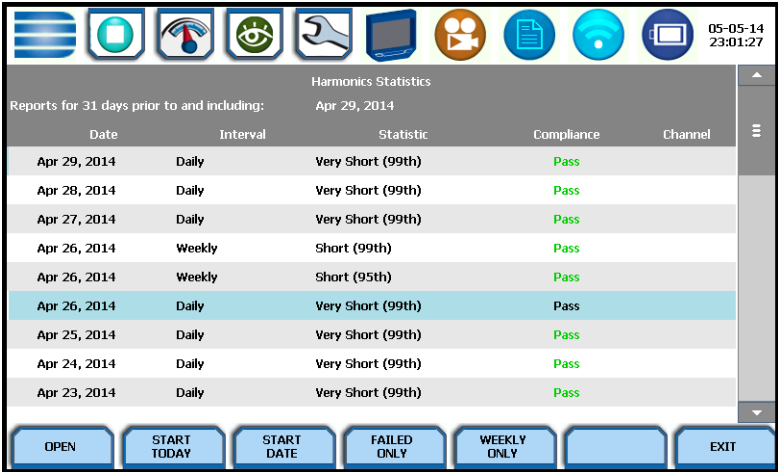 05-05-14
23:01:27
Harmonics Statistics
Reports for 31 days prior to and including: Apr 29, 2014
Date Interval Statistic Compliance Channel
Apr 29, 2014 Daily Very Short (99th) Pass
Apr 28, 2014 Daily Very Short (99th) Pass
Apr 27, 2014 Daily Very Short (99th) Pass
Apr 26, 2014 Weekly Short (99th) Pass
Apr 26, 2014 Weekly Short (95th) Pass
Apr 26, 2014 Daily Very Short (99th) Pass
Apr 25, 2014 Daily Very Short (99th) Pass
Apr 24, 2014 Daily Very Short (99th) Pass
Apr 23, 2014 Daily Very Short (99th) Pass
OPEN START TODAY START DATE FAILED ONLY WEEKLY ONLY EXIT